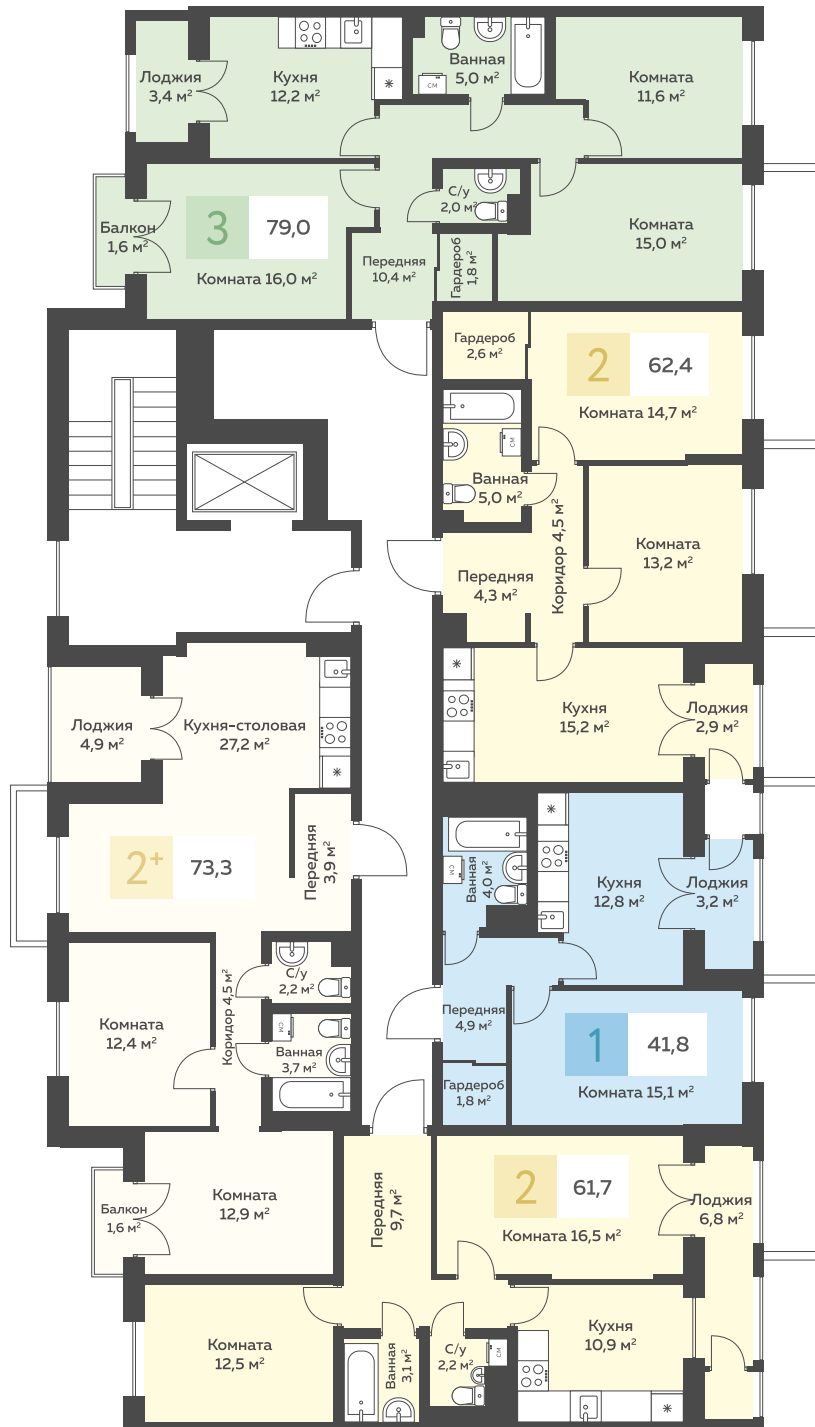 Лоджия
3,4 м²
Кухня
12,2 м²
Ванная
5,0 м²
СМ
Комната
11,6 м²
С/у
2,0 м²
Комната
15,0 м²
Балкон
1,6 м²
3
79,0
Комната 16,0 м²
Передняя
10,4 м²
Гардероб
1,8 м²
Гардероб
2,6 м²
2
62,4
Комната 14,7 м²
СМ
Ванная
5,0 м²
Коридор 4,5 м²
Комната
13,2 м²
Передняя
4,3 м²
Лоджия
4,9 м²
Кухня-столовая
27,2 м²
Кухня
15,2 м²
Лоджия
2,9 м²
2+
73,3
Передняя
3,9 м²
СМ
Ванная
4,0 м²
Кухня
12,8 м²
Лоджия
3,2 м²
Комната
12,4 м²
Коридор 4,5 м²
С/у
2,2 м²
СМ
Ванная
3,7 м²
Передняя
4,9 м²
1
41,8
Комната 15,1 м²
Гардероб
1,8 м²
Балкон
1,6 м²
Комната
12,9 м²
Передняя
9,7 м²
2
61,7
Комната 16,5 м²
Лоджия
6,8 м²
Комната
12,5 м²
Ванная
3,1 м²
С/у
2,2 м²
СМ
Кухня
10,9 м²